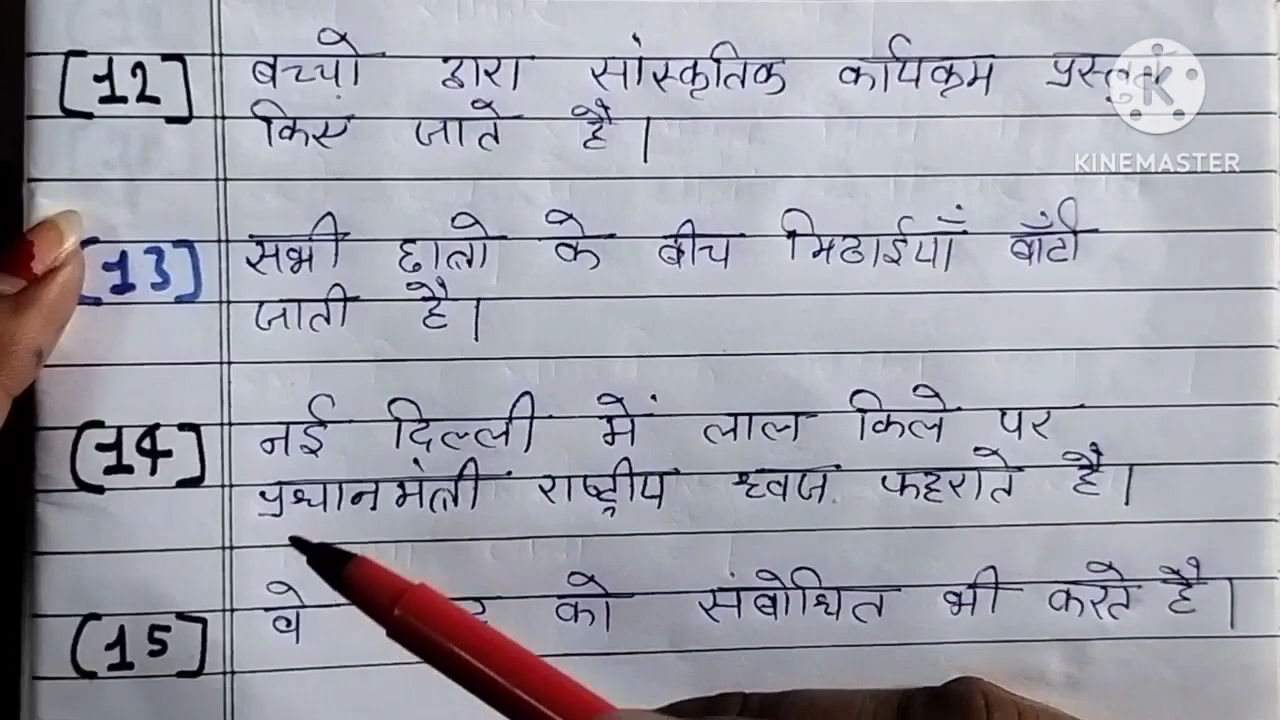 [12] बच्चो द्वारा सांस्कृतिक कार्यक्रम प्रस्तुत
किए जाते है।
KINEMASTER
[13] सभी छात्रो के बीच मिठाईयाँ बाँटी
जाती है।
[14] नई दिल्ली में लाल किले पर
प्रधानमंत्री राष्ट्रीय ध्वज फहराते है।
[15] वे को संबोधित भी करते है।